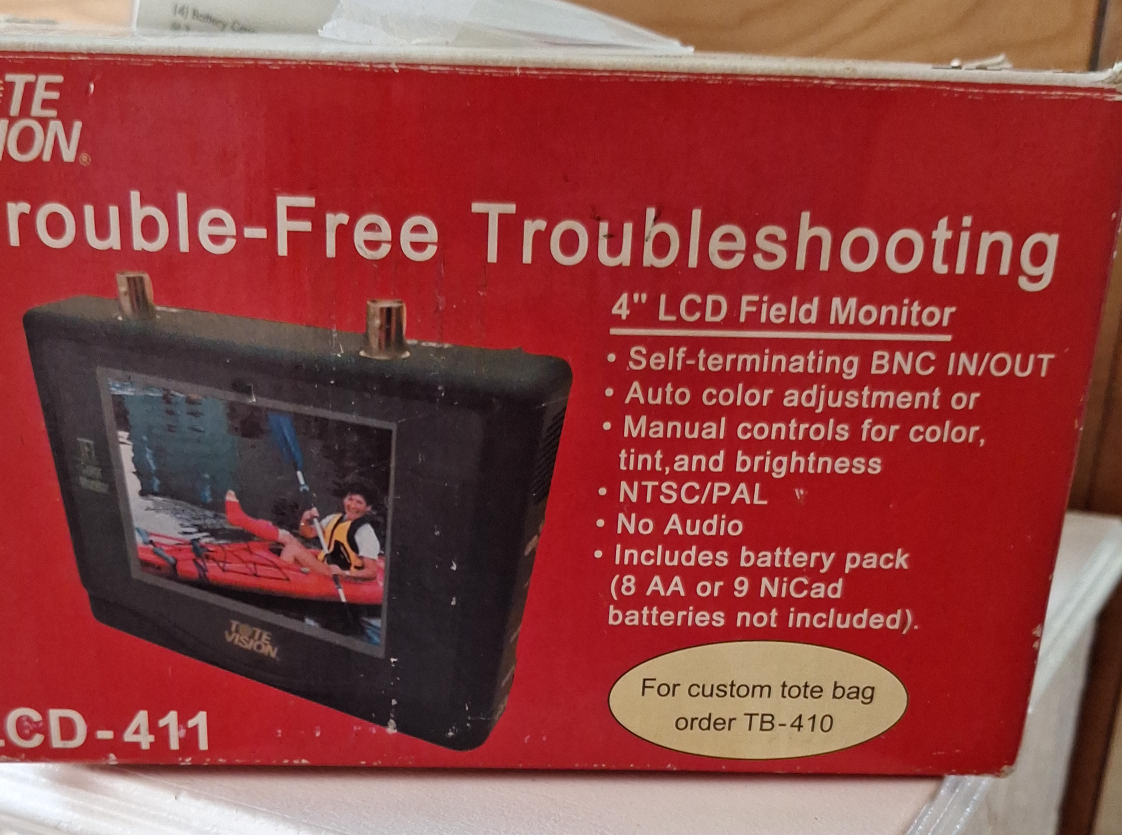 (4) Battery
TE
ION®
rouble-Free Troubleshooting
4" LCD Field Monitor
• Self-terminating BNC IN/OUT
• Auto color adjustment or
• Manual controls for color,
tint,and brightness
• NTSC/PAL
• No Audio
• Includes battery pack
(8 AA or 9 NiCad
batteries not included).
TOTE
VISION
For custom tote bag
order TB-410
CD-411